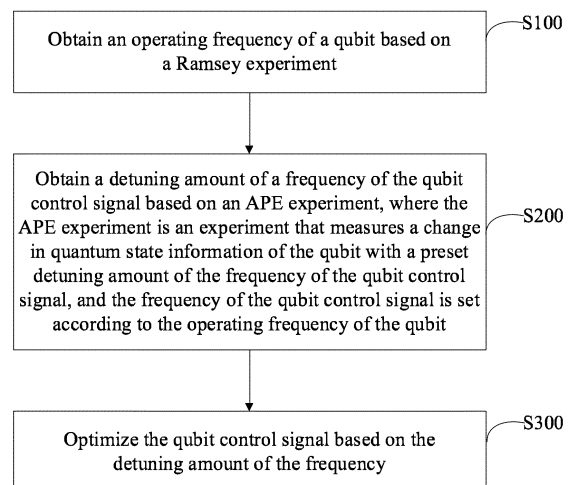 S100
Obtain an operating frequency of a qubit based on
a Ramsey experiment
Obtain a detuning amount of a frequency of the qubit
control signal based on an APE experiment, where the
APE experiment is an experiment that measures a change
in quantum state information of the qubit with a preset
detuning amount of the frequency of the qubit control
signal, and the frequency of the qubit control signal is set
according to the operating frequency of the qubit
S200
Optimize the qubit control signal based on the
detuning amount of the frequency
S300